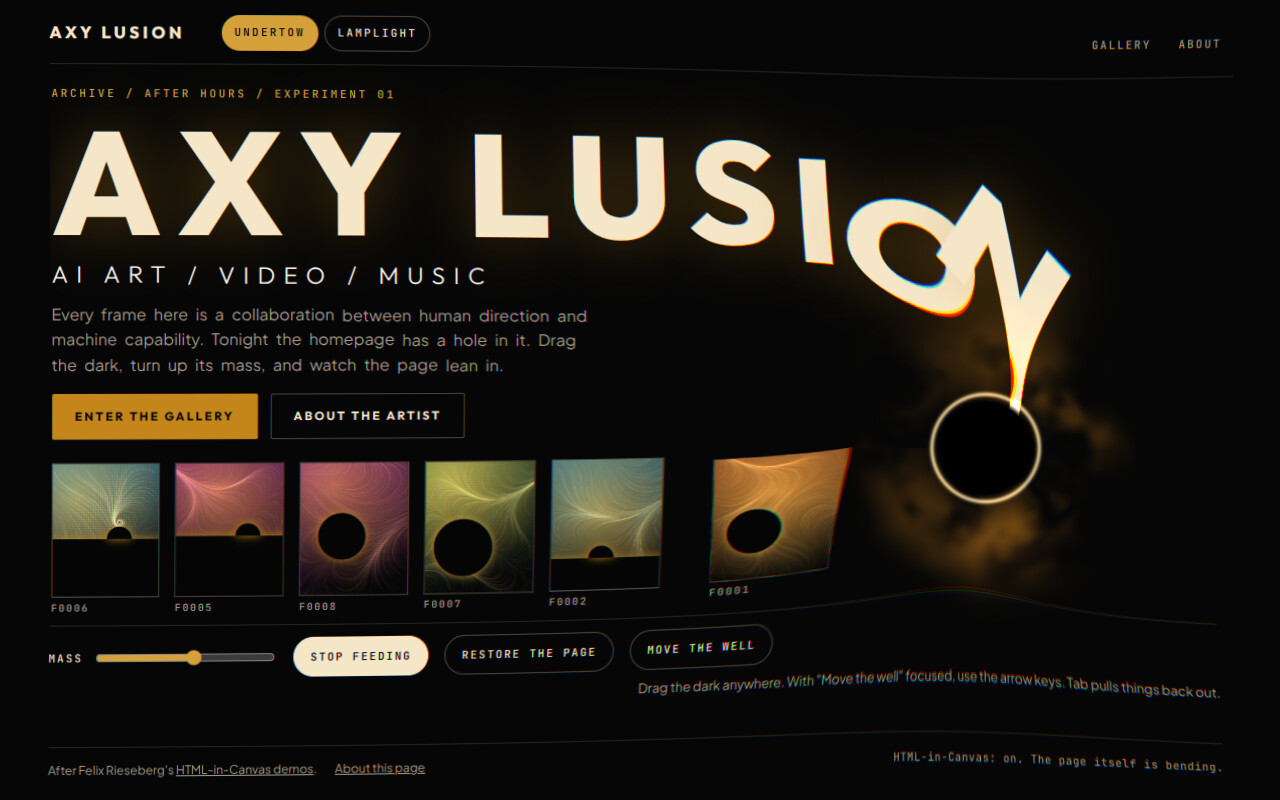 AXY LUSION UNDERTOW LAMPLIGHT GALLERY ABOUT
ARCHIVE / AFTER HOURS / EXPERIMENT 01
AXY LUSION
AI ART / VIDEO / MUSIC
Every frame here is a collaboration between human direction and
machine capability. Tonight the homepage has a hole in it. Drag
the dark, turn up its mass, and watch the page lean in.
ENTER THE GALLERY ABOUT THE ARTIST
F0006 F0005 F0008 F0007 F0002 F0001
MASS STOP FEEDING RESTORE THE PAGE MOVE THE WELL
Drag the dark anywhere. With “Move the well” focused, use the arrow keys. Tab pulls things back out.
After Felix Rieseberg's HTML-in-Canvas demos. About this page
HTML-in-Canvas: on. The page itself is bending.